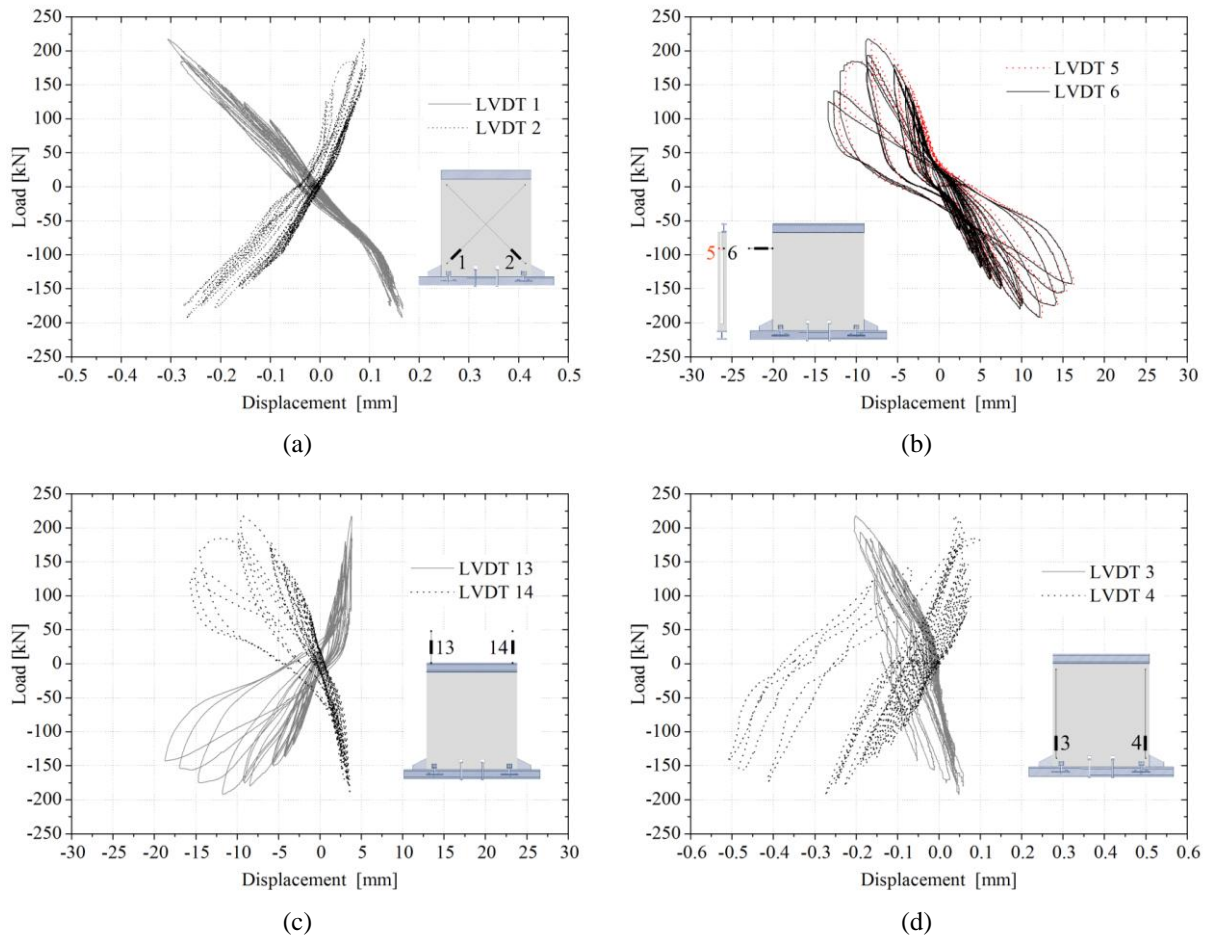 250
200
150
100
50
0
-50
-100
-150
-200
-250
Load [kN]
LVDT 1
LVDT 2
1
2
-0.5 -0.4 -0.3 -0.2 -0.1 0.0 0.1 0.2 0.3 0.4 0.5
Displacement [mm]
(a)
250
200
150
100
50
0
-50
-100
-150
-200
-250
Load [kN]
LVDT 5
LVDT 6
5 6
-30 -25 -20 -15 -10 -5 0 5 10 15 20 25 30
Displacement [mm]
(b)
250
200
150
100
50
0
-50
-100
-150
-200
-250
Load [kN]
LVDT 13
LVDT 14
13 14
-30 -25 -20 -15 -10 -5 0 5 10 15 20 25 30
Displacement [mm]
(c)
250
200
150
100
50
0
-50
-100
-150
-200
-250
Load [kN]
LVDT 3
LVDT 4
3 4
-0.6 -0.5 -0.4 -0.3 -0.2 -0.1 0.0 0.1 0.2 0.3 0.4 0.5 0.6
Displacement [mm]
(d)